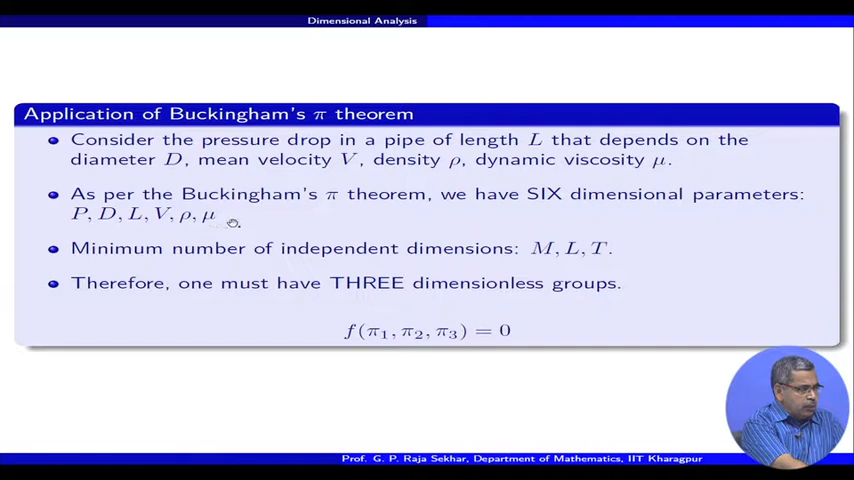 Dimensional Analysis
Application of Buckingham's π theorem
Consider the pressure drop in a pipe of length L that depends on the
diameter D, mean velocity V, density ρ, dynamic viscosity μ.
As per the Buckingham's π theorem, we have SIX dimensional parameters:
P, D, L, V, ρ, μ
Minimum number of independent dimensions: M, L, T.
Therefore, one must have THREE dimensionless groups.
f(π₁, π₂, π₃) = 0
Prof. G. P. Raja Sekhar, Department of Mathematics, IIT Kharagpur